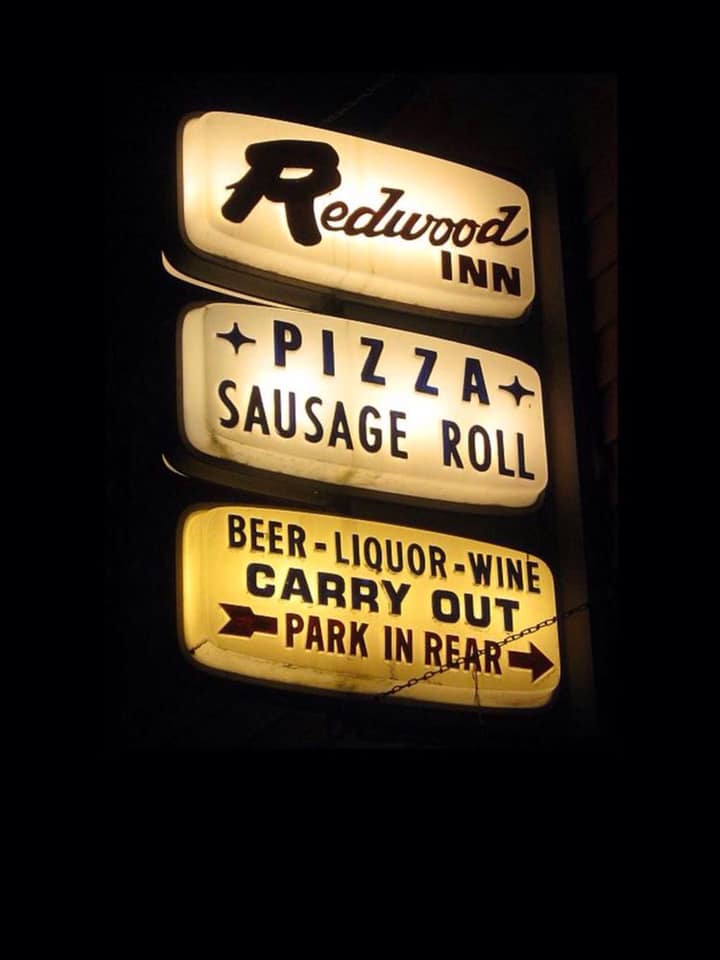 Redwood
INN
PIZZA
SAUSAGE ROLL
BEER-LIQUOR-WINE
CARRY OUT
PARK IN REAR